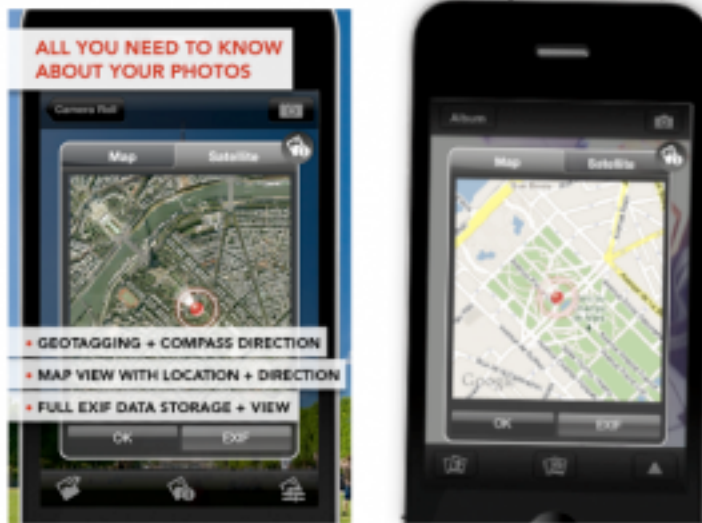 ALL YOU NEED TO KNOW
ABOUT YOUR PHOTOS
Camera Roll
Map Satellite
• GEOTAGGING + COMPASS DIRECTION
• MAP VIEW WITH LOCATION + DIRECTION
• FULL EXIF DATA STORAGE + VIEW
OK EXIF
Album
Map Satellite
Google
OK EXIF